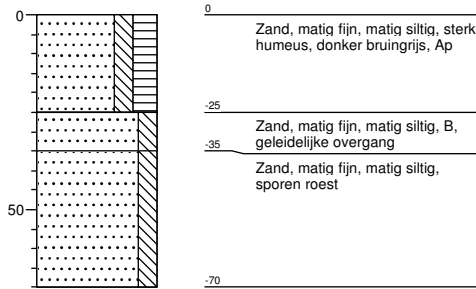 0
0
Zand, matig fijn, matig siltig, sterk
humeus, donker bruingrijs, Ap
-25
Zand, matig fijn, matig siltig, B,
geleidelijke overgang
-35
Zand, matig fijn, matig siltig,
sporen roest
50
-70